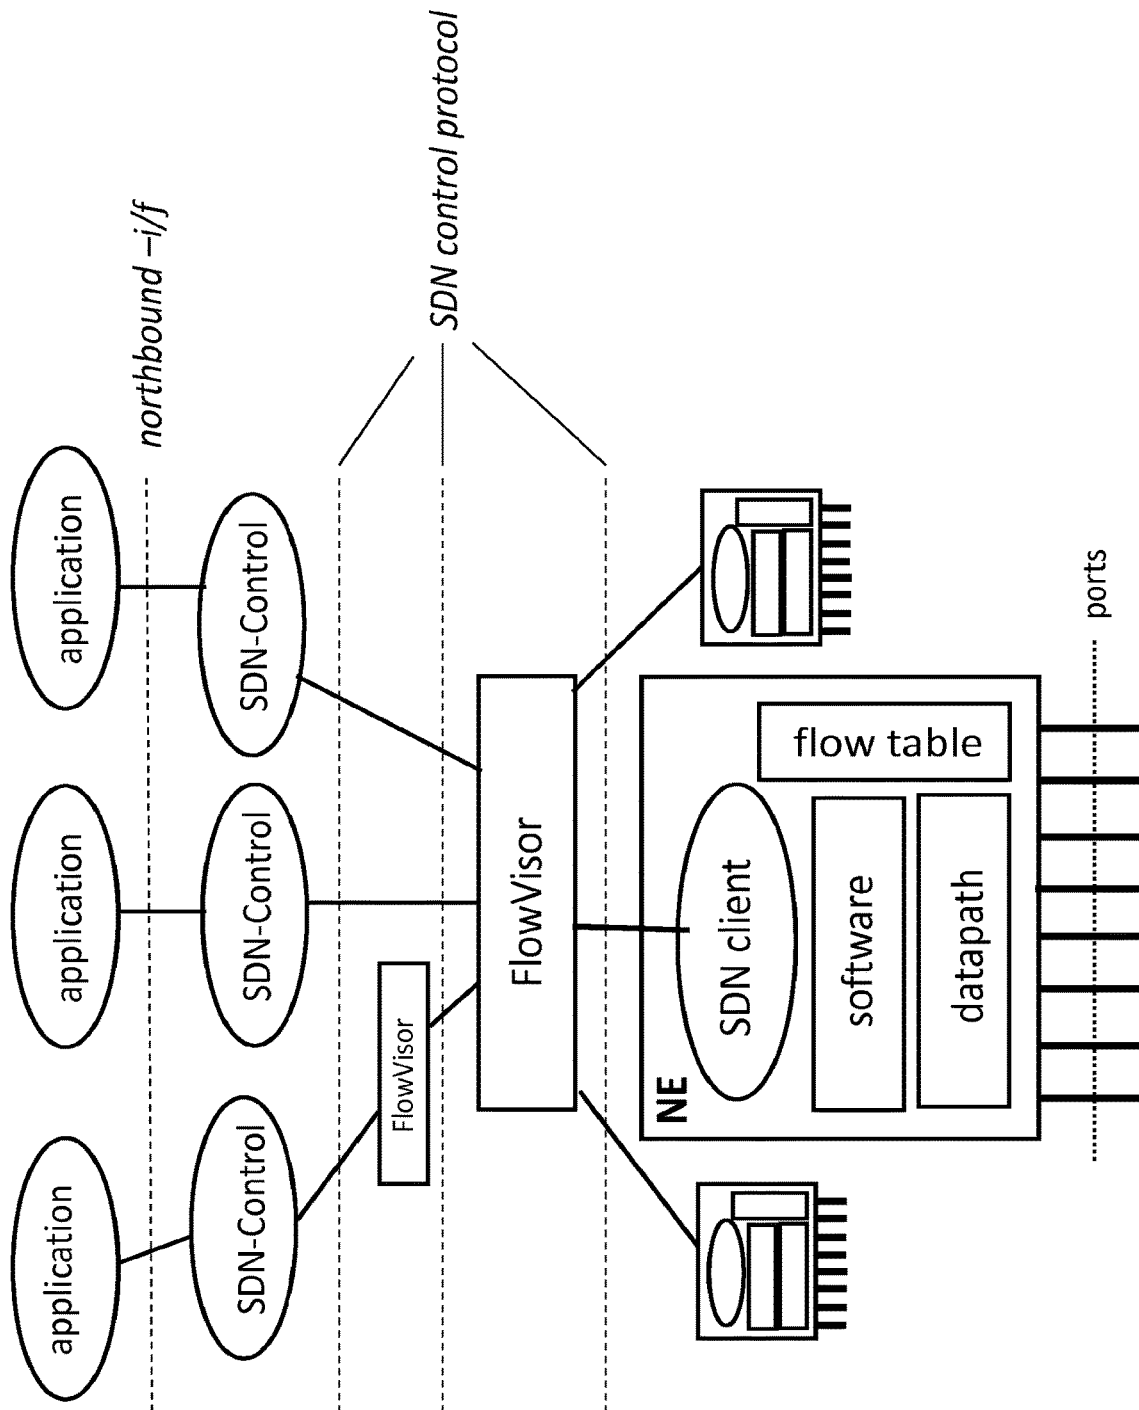 application
application
application
northbound –i/f
SDN-Control
SDN-Control
SDN-Control
SDN control protocol
FlowVisor
FlowVisor
NE
SDN client
flow table
software
datapath
ports